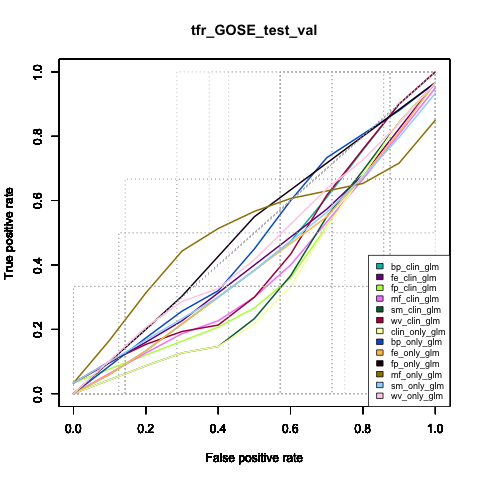 tfr_GOSE_test_val
True positive rate
1.0
0.8
0.6
0.4
0.2
0.0
bp_clin_glm
fe_clin_glm
fp_clin_glm
mf_clin_glm
sm_clin_glm
wv_clin_glm
clin_only_glm
bp_only_glm
fe_only_glm
fp_only_glm
mf_only_glm
sm_only_glm
wv_only_glm
0.0 0.2 0.4 0.6 0.8 1.0
False positive rate